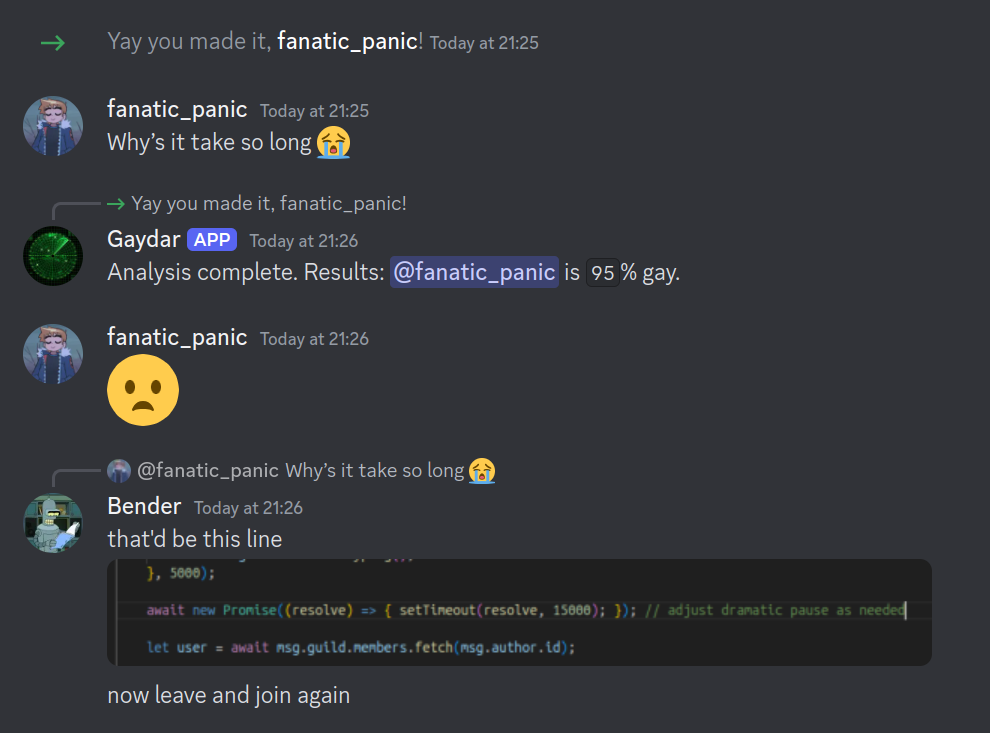 Yay you made it, fanatic_panic! Today at 21:25
fanatic_panic Today at 21:25
Why’s it take so long 😭
Yay you made it, fanatic_panic!
Gaydar APP Today at 21:26
Analysis complete. Results: @fanatic_panic is 95% gay.
fanatic_panic Today at 21:26
@fanatic_panic Why’s it take so long 😭
Bender Today at 21:26
that'd be this line
}, 5000);
await new Promise((resolve) => { setTimeout(resolve, 15000); }); // adjust dramatic pause as needed
let user = await msg.guild.members.fetch(msg.author.id);
now leave and join again